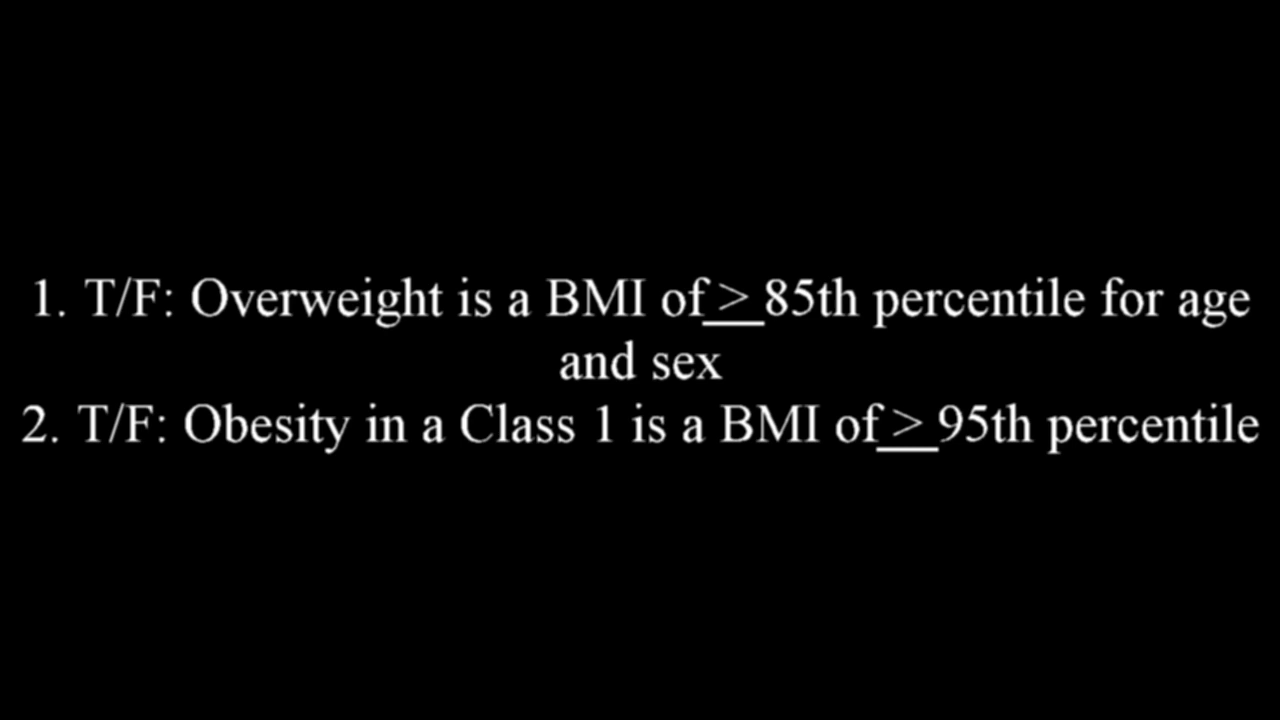 1. T/F: Overweight is a BMI of > 85th percentile for age
and sex
2. T/F: Obesity in a Class 1 is a BMI of > 95th percentile